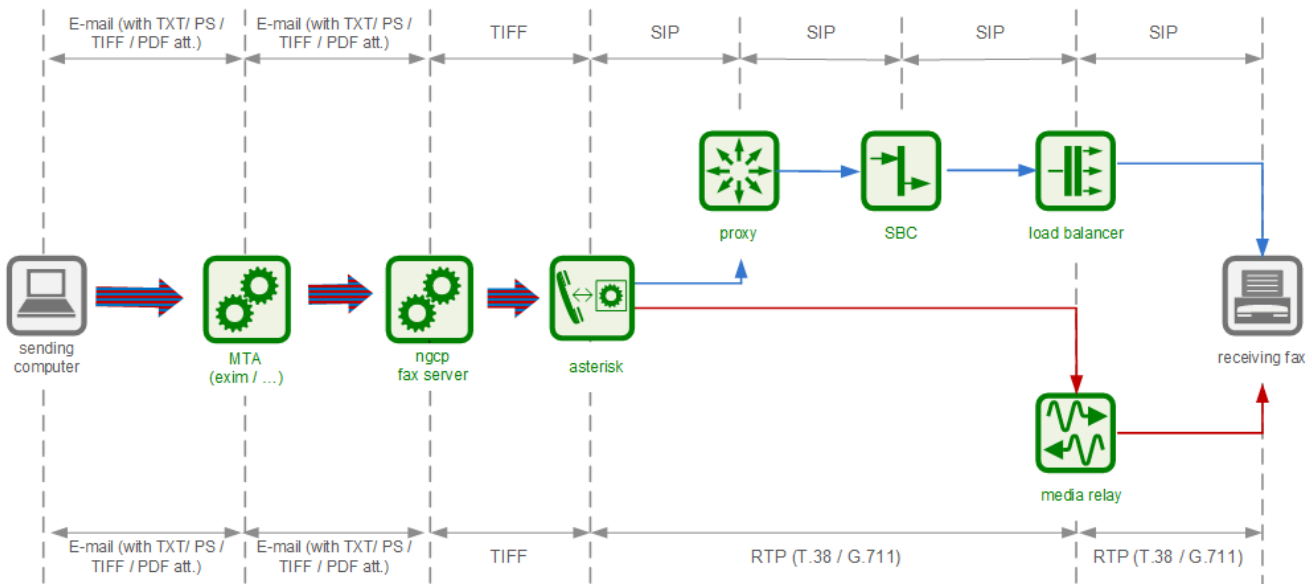 E-mail (with TXT/ PS /
TIFF / PDF att.)
E-mail (with TXT/ PS /
TIFF / PDF att.)
TIFF
SIP
SIP
SIP
SIP
proxy
SBC
load balancer
sending
computer
MTA
(exim / ...)
ngcp
fax server
asterisk
receiving fax
media relay
E-mail (with TXT/ PS /
TIFF / PDF att.)
E-mail (with TXT/ PS /
TIFF / PDF att.)
TIFF
RTP (T.38 / G.711)
RTP (T.38 / G.711)